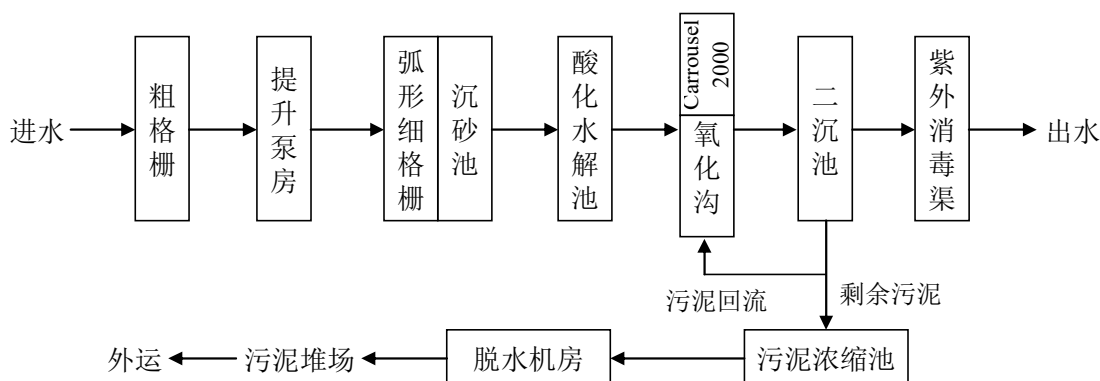 进水
粗格栅
提升泵房
弧形细格栅
沉砂池
酸化水解池
Carrousel
2000
氧化沟
二沉池
紫外消毒渠
出水
污泥回流
剩余污泥
外运
污泥堆场
脱水机房
污泥浓缩池